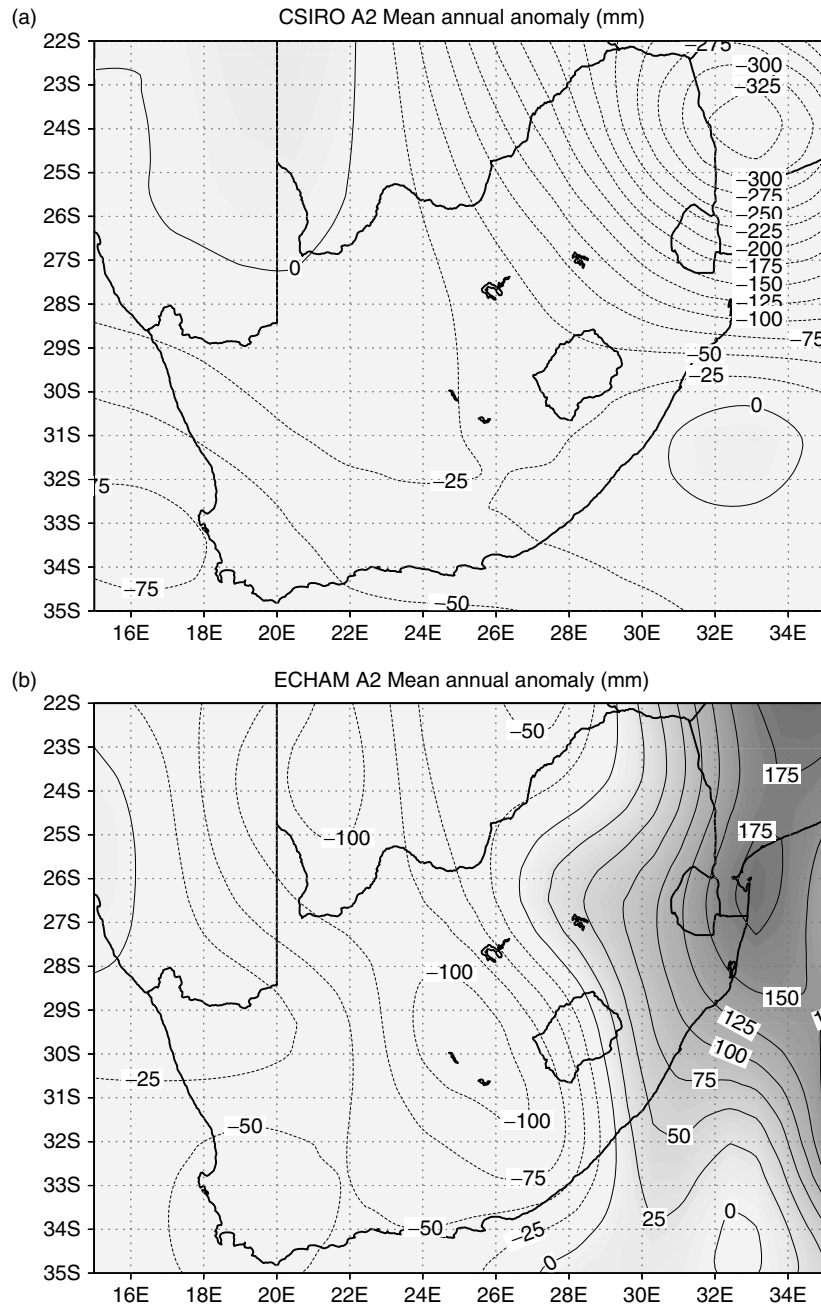 (a)
CSIRO A2 Mean annual anomaly (mm)
22S
23S
24S
25S
26S
27S
28S
29S
30S
31S
32S
33S
34S
35S
−275
−300
−325
−300
−275
−250
−225
−200
−175
−150
−125
−100
−75
−50
−25
0
0
−25
75
−75
−50
16E 18E 20E 22E 24E 26E 28E 30E 32E 34E
(b)
ECHAM A2 Mean annual anomaly (mm)
22S
23S
24S
25S
26S
27S
28S
29S
30S
31S
32S
33S
34S
35S
−50
175
−100
175
−100
150
125
100
−25
75
−100
−50
50
−75
−50
−25
25
0
0
16E 18E 20E 22E 24E 26E 28E 30E 32E 34E